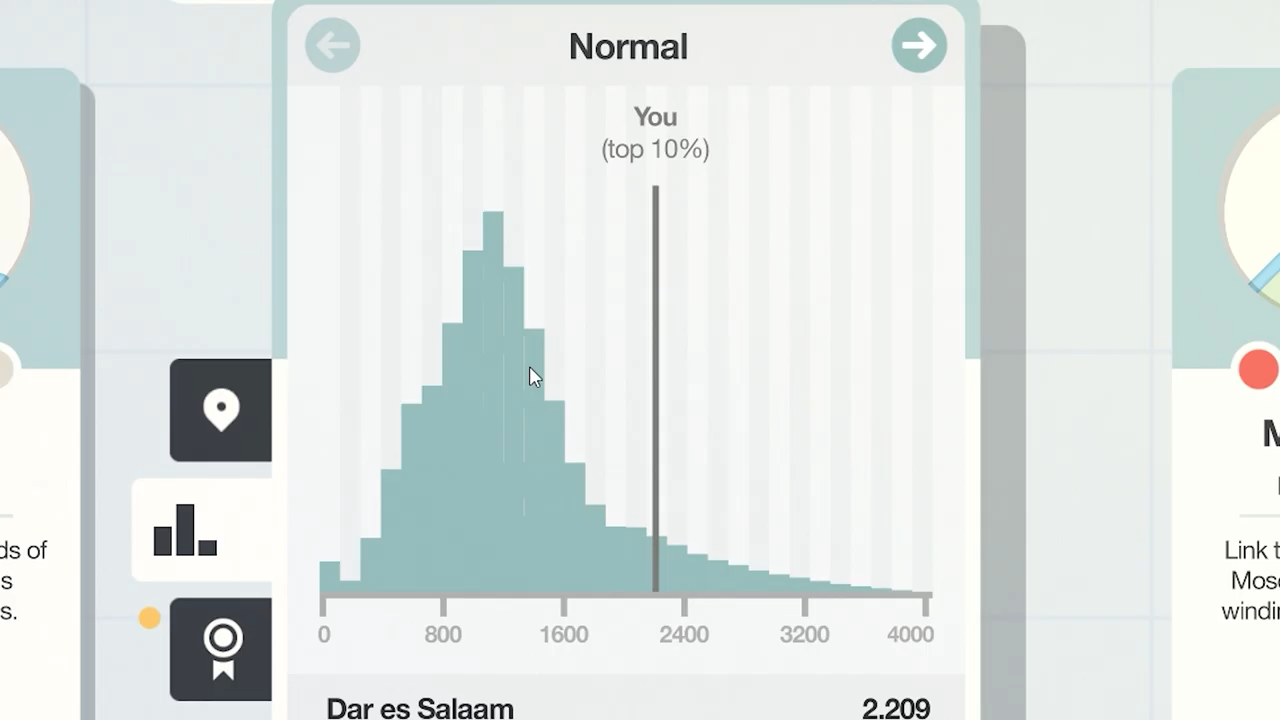 Normal
You
(top 10%)
0 800 1600 2400 3200 4000
Dar es Salaam 2.209
ds of
s
s.
M
Link t
Mosc
windin